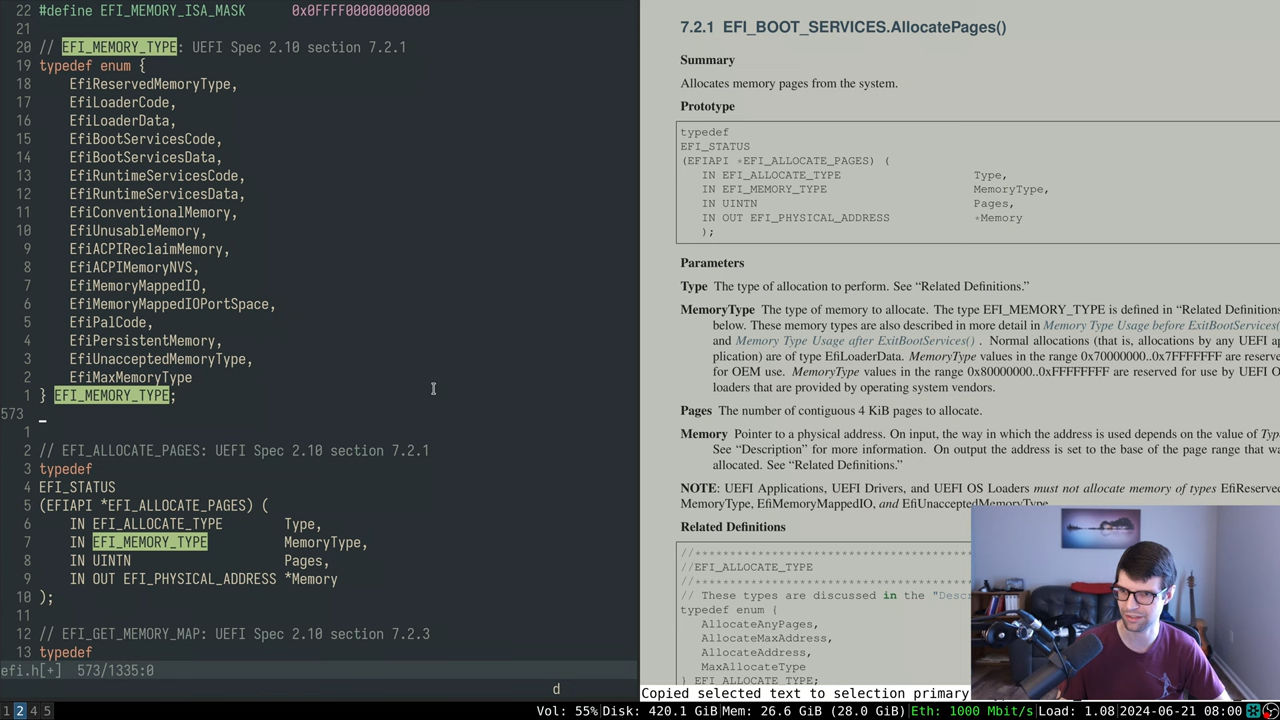 22 #define EFI_MEMORY_ISA_MASK 0x0FFFF00000000000
21
20 // EFI_MEMORY_TYPE: UEFI Spec 2.10 section 7.2.1
19 typedef enum {
18 EfiReservedMemoryType,
17 EfiLoaderCode,
16 EfiLoaderData,
15 EfiBootServicesCode,
14 EfiBootServicesData,
13 EfiRuntimeServicesCode,
12 EfiRuntimeServicesData,
11 EfiConventionalMemory,
10 EfiUnusableMemory,
9 EfiACPIReclaimMemory,
8 EfiACPIMemoryNVS,
7 EfiMemoryMappedIO,
6 EfiMemoryMappedIOPortSpace,
5 EfiPalCode,
4 EfiPersistentMemory,
3 EfiUnacceptedMemoryType,
2 EfiMaxMemoryType
1 } EFI_MEMORY_TYPE;
573
1
2 // EFI_ALLOCATE_PAGES: UEFI Spec 2.10 section 7.2.1
3 typedef
4 EFI_STATUS
5 (EFIAPI *EFI_ALLOCATE_PAGES) (
6 IN EFI_ALLOCATE_TYPE Type,
7 IN EFI_MEMORY_TYPE MemoryType,
8 IN UINTN Pages,
9 IN OUT EFI_PHYSICAL_ADDRESS *Memory
10 );
11
12 // EFI_GET_MEMORY_MAP: UEFI Spec 2.10 section 7.2.3
13 typedef
efi.h[+] 573/1335:0
d
7.2.1 EFI_BOOT_SERVICES.AllocatePages()
Summary
Allocates memory pages from the system.
Prototype
typedef
EFI_STATUS
(EFIAPI *EFI_ALLOCATE_PAGES) (
IN EFI_ALLOCATE_TYPE Type,
IN EFI_MEMORY_TYPE MemoryType,
IN UINTN Pages,
IN OUT EFI_PHYSICAL_ADDRESS *Memory
);
Parameters
Type The type of allocation to perform. See “Related Definitions.”
MemoryType The type of memory to allocate. The type EFI_MEMORY_TYPE is defined in “Related Definitions
below. These memory types are also described in more detail in Memory Type Usage before ExitBootServices(
and Memory Type Usage after ExitBootServices() . Normal allocations (that is, allocations by any UEFI ap
plication) are of type EfiLoaderData. MemoryType values in the range 0x70000000..0x7FFFFFFF are reserve
for OEM use. MemoryType values in the range 0x80000000..0xFFFFFFFF are reserved for use by UEFI O
loaders that are provided by operating system vendors.
Pages The number of contiguous 4 KiB pages to allocate.
Memory Pointer to a physical address. On input, the way in which the address is used depends on the value of Typ
See “Description” for more information. On output the address is set to the base of the page range that wa
allocated. See “Related Definitions.”
NOTE: UEFI Applications, UEFI Drivers, and UEFI OS Loaders must not allocate memory of types EfiReserve
MemoryType, EfiMemoryMappedIO, and EfiUnacceptedMemoryType.
Related Definitions
//*****************************************
//EFI_ALLOCATE_TYPE
//*****************************************
// These types are discussed in the "Desc
typedef enum {
AllocateAnyPages,
AllocateMaxAddress,
AllocateAddress,
MaxAllocateType
} EFI_ALLOCATE_TYPE;
Copied selected text to selection primary
1 2 4 5 Vol: 55% Disk: 420.1 GiB Mem: 26.6 GiB (28.0 GiB) Eth: 1000 Mbit/s Load: 1.08 2024-06-21 08:00